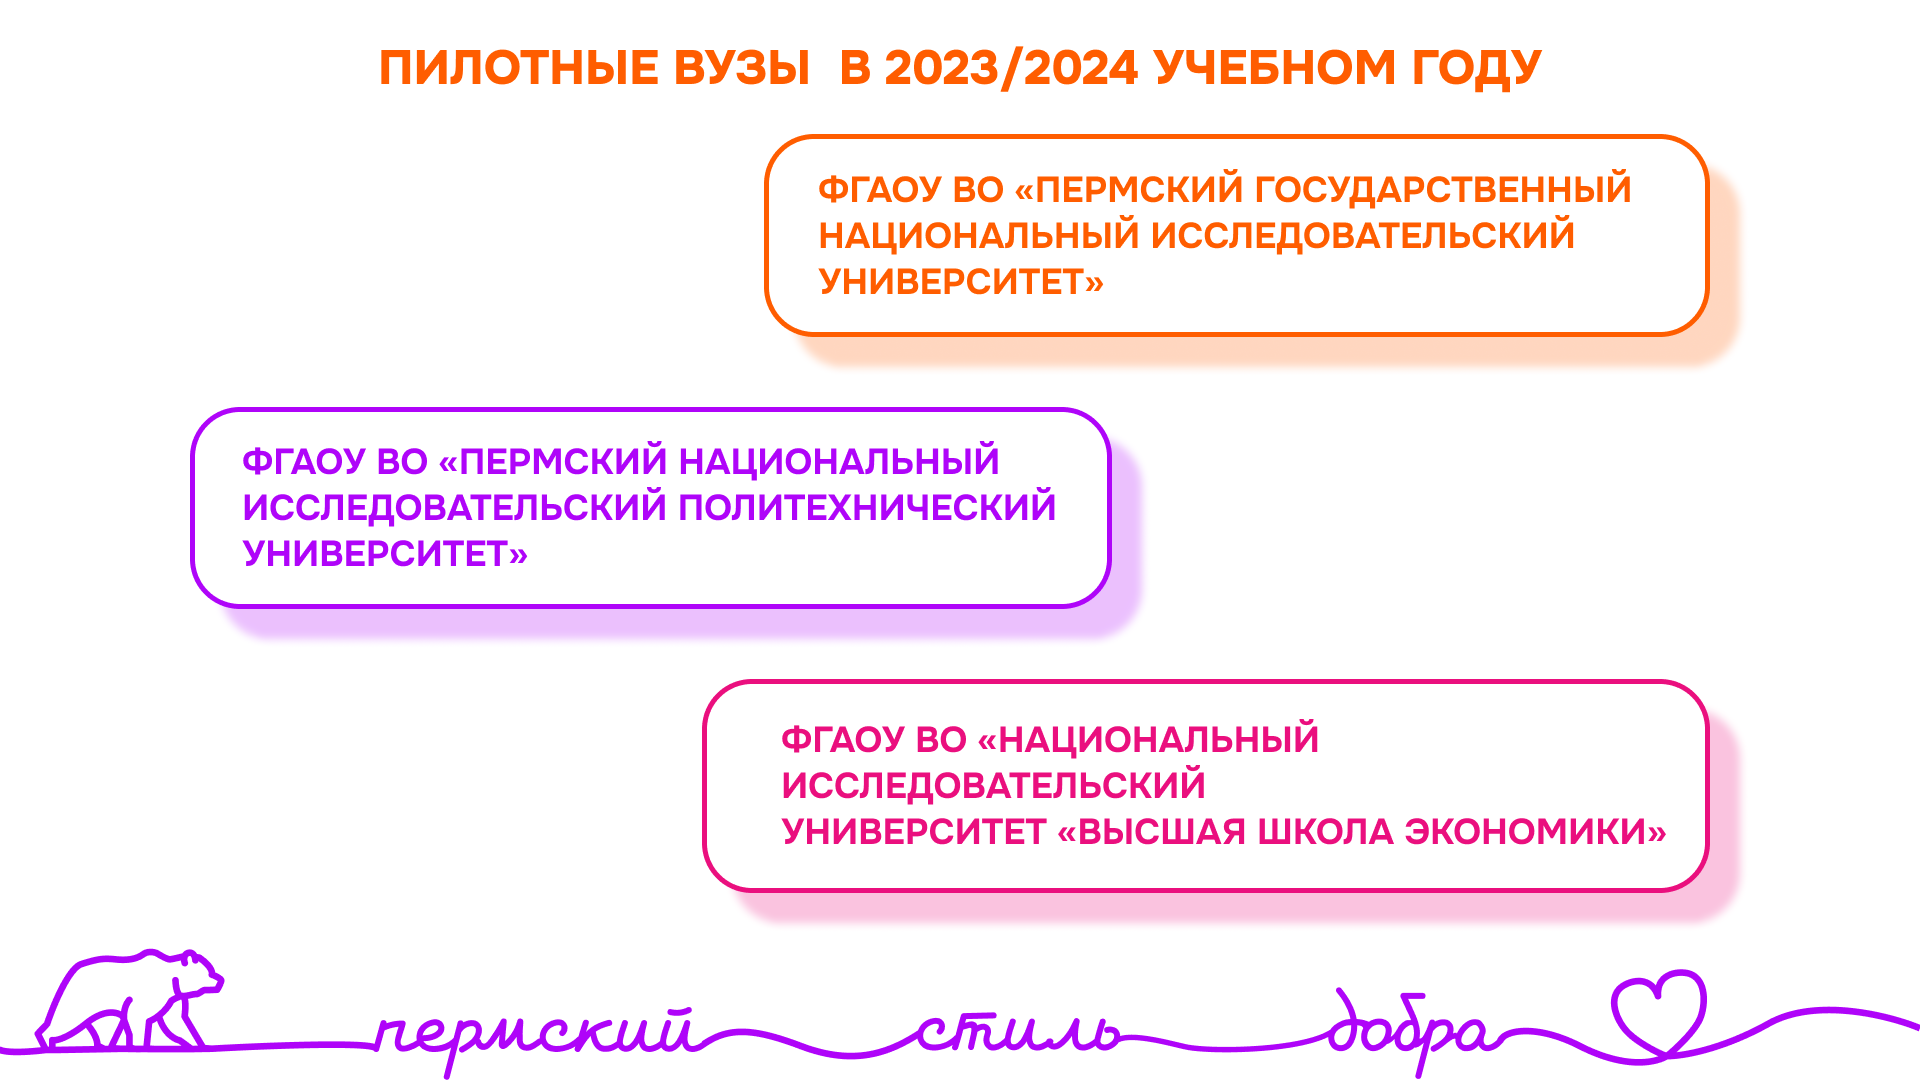 ПИЛОТНЫЕ ВУЗЫ В 2023/2024 УЧЕБНОМ ГОДУ
ФГАОУ ВО «ПЕРМСКИЙ ГОСУДАРСТВЕННЫЙ
НАЦИОНАЛЬНЫЙ ИССЛЕДОВАТЕЛЬСКИЙ
УНИВЕРСИТЕТ»
ФГАОУ ВО «ПЕРМСКИЙ НАЦИОНАЛЬНЫЙ
ИССЛЕДОВАТЕЛЬСКИЙ ПОЛИТЕХНИЧЕСКИЙ
УНИВЕРСИТЕТ»
ФГАОУ ВО «НАЦИОНАЛЬНЫЙ
ИССЛЕДОВАТЕЛЬСКИЙ
УНИВЕРСИТЕТ «ВЫСШАЯ ШКОЛА ЭКОНОМИКИ»
пермский стиль добра